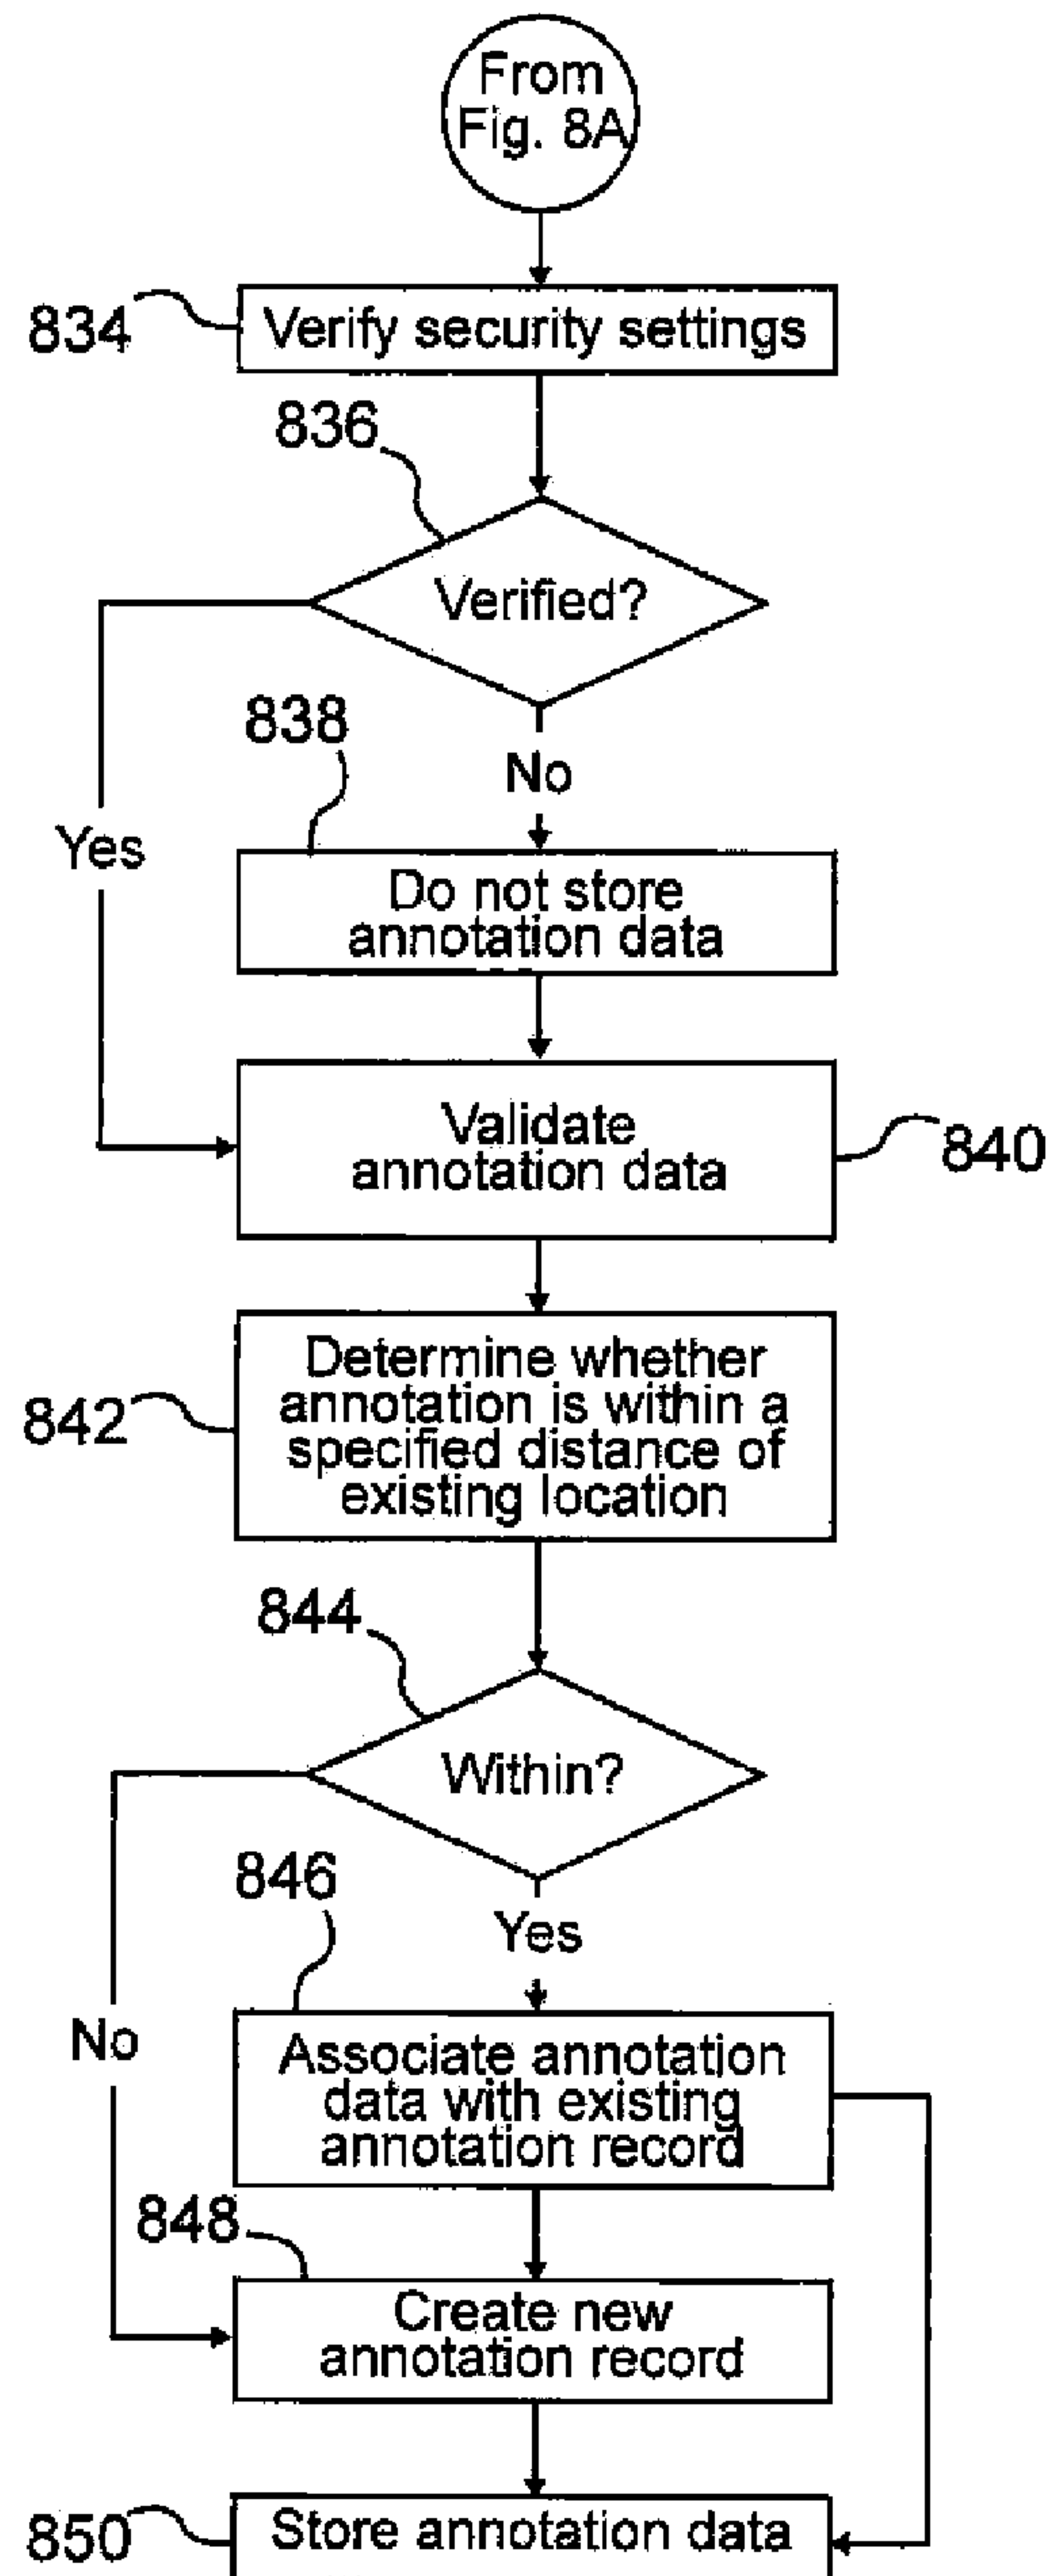 From
Fig. 8A
834
Verify security settings
836
Verified?
838
No
Yes
Do not store
annotation data
Validate
annotation data
840
Determine whether
annotation is within a
specified distance of
existing location
842
844
Within?
846
Yes
No
Associate annotation
data with existing
annotation record
848
Create new
annotation record
850
Store annotation data